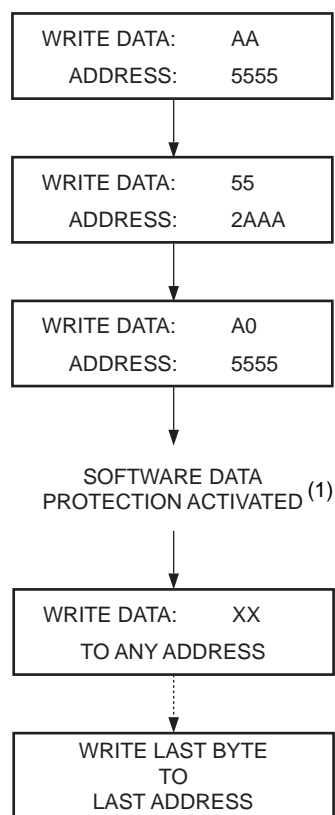 WRITE DATA: AA
ADDRESS: 5555
WRITE DATA: 55
ADDRESS: 2AAA
WRITE DATA: A0
ADDRESS: 5555
SOFTWARE DATA
PROTECTION ACTIVATED (1)
WRITE DATA: XX
TO ANY ADDRESS
WRITE LAST BYTE
TO
LAST ADDRESS